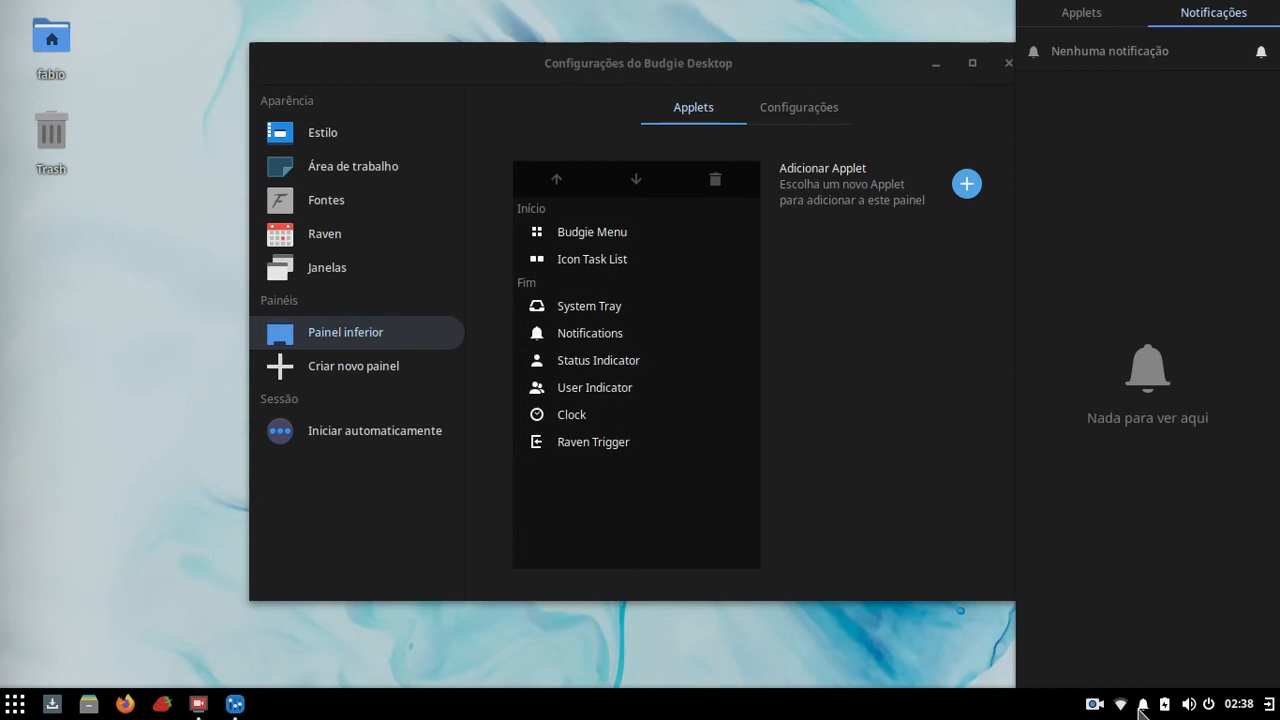 fabio
Trash
Configurações do Budgie Desktop
Aparência
Estilo
Área de trabalho
Fontes
Raven
Janelas
Painéis
Painel inferior
Criar novo painel
Sessão
Iniciar automaticamente
Applets
Configurações
Início
Budgie Menu
Icon Task List
Fim
System Tray
Notifications
Status Indicator
User Indicator
Clock
Raven Trigger
Adicionar Applet
Escolha um novo Applet
para adicionar a este painel
Applets
Notificações
Nenhuma notificação
Nada para ver aqui
02:38